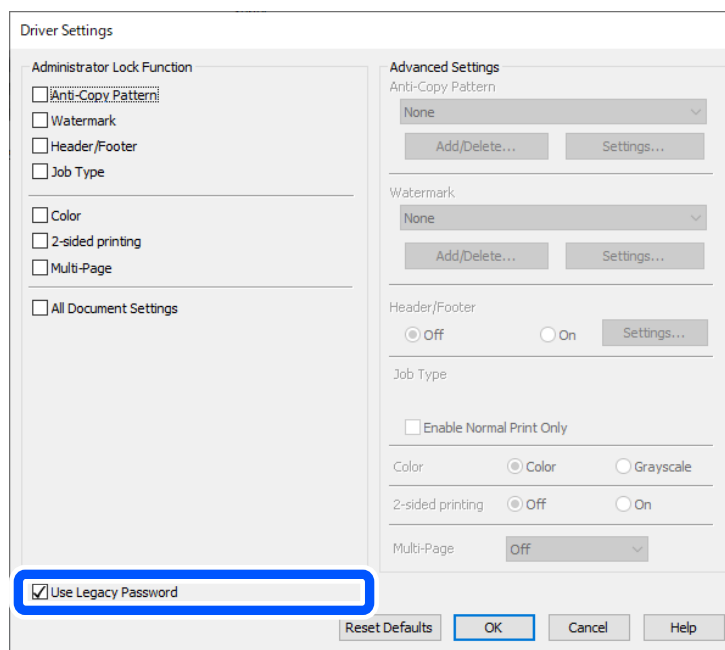 Driver Settings
Administrator Lock Function
Anti-Copy Pattern
Watermark
Header/Footer
Job Type
Color
2-sided printing
Multi-Page
All Document Settings
Use Legacy Password
Advanced Settings
Anti-Copy Pattern
None
Add/Delete... Settings...
Watermark
None
Add/Delete... Settings...
Header/Footer
Off On Settings...
Job Type
Enable Normal Print Only
Color Color Grayscale
2-sided printing Off On
Multi-Page Off
Reset Defaults OK Cancel Help